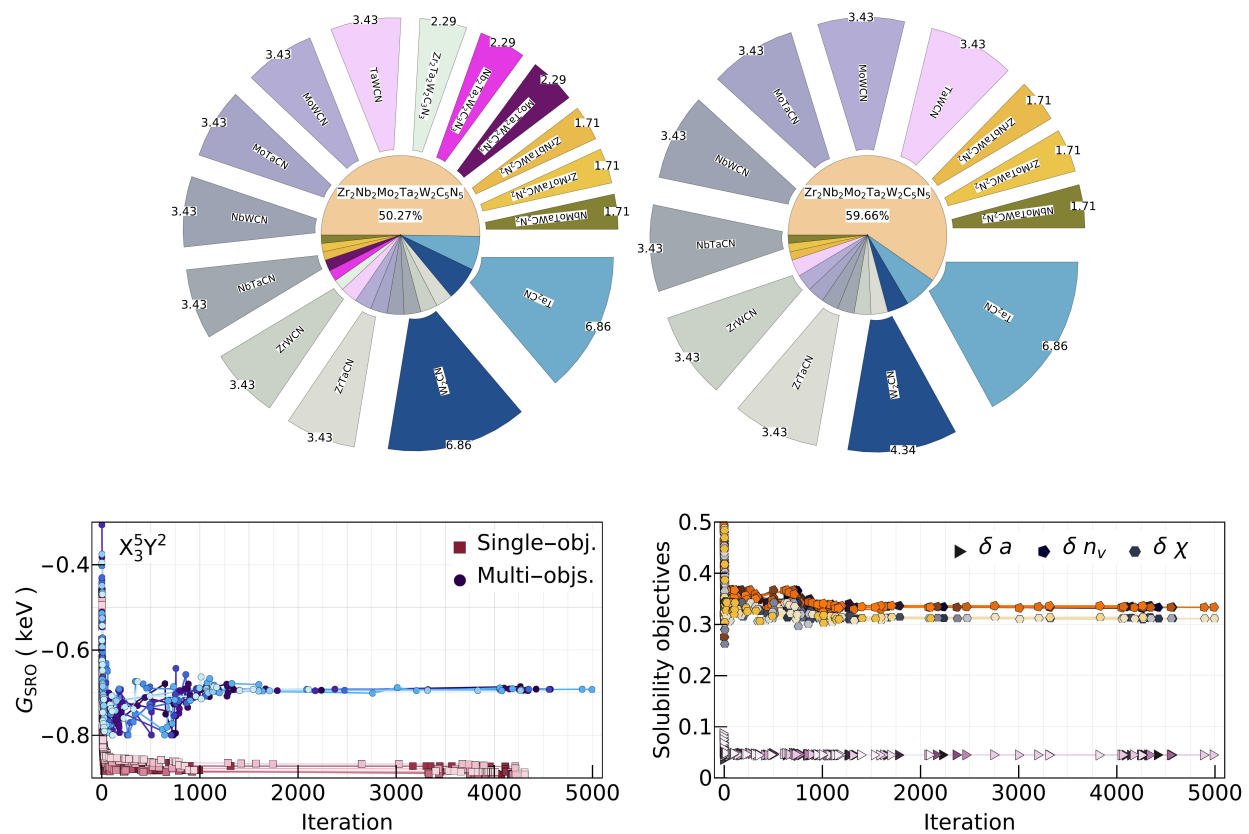 3.43
TaWCN
2.29
Zr₂Ta₂W₂C₃N₃
2.29
Nb₂Ta₂W₂C₃N₃
2.29
Mo₂Ta₂W₂C₃N₃
1.71
ZrNbTaWC₂N₂
1.71
ZrMoTaWC₂N₂
1.71
NbMoTaWC₂N₂
6.86
Ta₂CN
6.86
W₂CN
3.43
ZrTaCN
3.43
ZrWCN
3.43
NbTaCN
3.43
NbWCN
3.43
MoTaCN
3.43
MoWCN
Zr₂Nb₂Mo₂Ta₂W₂C₅N₅
50.27%
3.43
MoWCN
3.43
TaWCN
1.71
ZrNbTaWC₂N₂
1.71
ZrMoTaWC₂N₂
1.71
NbMoTaWC₂N₂
6.86
Ta₂CN
4.34
W₂CN
3.43
ZrTaCN
3.43
ZrWCN
3.43
NbTaCN
3.43
NbWCN
3.43
MoTaCN
Zr₂Nb₂Mo₂Ta₂W₂C₅N₅
59.66%
X₃⁵Y²
Single−obj.
Multi−objs.
G_SRO ( keV)
−0.4
−0.6
−0.8
0 1000 2000 3000 4000 5000
Iteration
δ a δ nᵥ δ χ
Solubility objectives
0.5
0.4
0.3
0.2
0.1
0
0 1000 2000 3000 4000 5000
Iteration